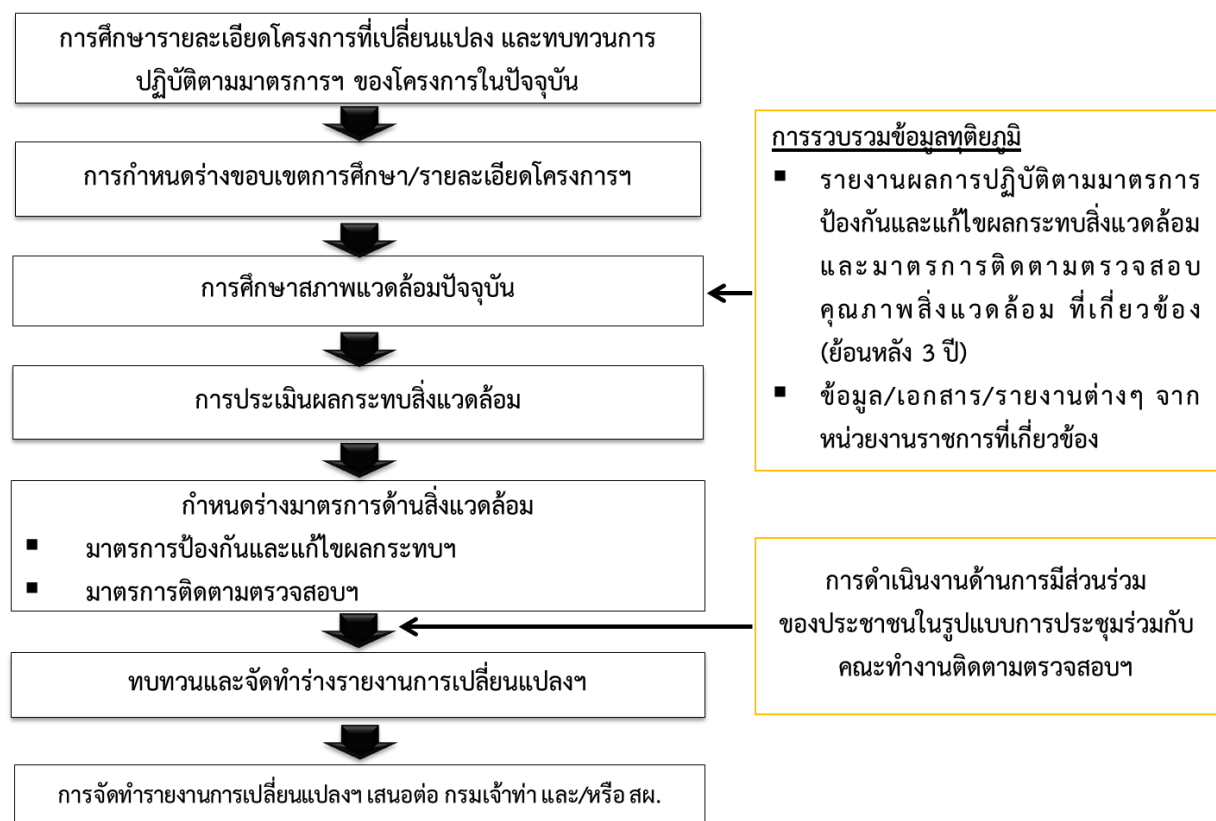 การศึกษารายละเอียดโครงการที่เปลี่ยนแปลง และทบทวนการ
ปฏิบัติตามมาตรการฯ ของโครงการในปัจจุบัน
การกำหนดร่างขอบเขตการศึกษา/รายละเอียดโครงการฯ
การศึกษาสภาพแวดล้อมปัจจุบัน
การประเมินผลกระทบสิ่งแวดล้อม
กำหนดร่างมาตรการด้านสิ่งแวดล้อม
▪ มาตรการป้องกันและแก้ไขผลกระทบฯ
▪ มาตรการติดตามตรวจสอบฯ
ทบทวนและจัดทำร่างรายงานการเปลี่ยนแปลงฯ
การจัดทำรายงานการเปลี่ยนแปลงฯ เสนอต่อ กรมเจ้าท่า และ/หรือ สผ.
การรวบรวมข้อมูลทุติยภูมิ
▪ รายงานผลการปฏิบัติตามมาตรการ
ป้องกันและแก้ไขผลกระทบสิ่งแวดล้อม
และมาตรการติดตามตรวจสอบ
คุณภาพสิ่งแวดล้อม ที่เกี่ยวข้อง
(ย้อนหลัง 3 ปี)
▪ ข้อมูล/เอกสาร/รายงานต่างๆ จาก
หน่วยงานราชการที่เกี่ยวข้อง
การดำเนินงานด้านการมีส่วนร่วม
ของประชาชนในรูปแบบการประชุมร่วมกับ
คณะทำงานติดตามตรวจสอบฯ